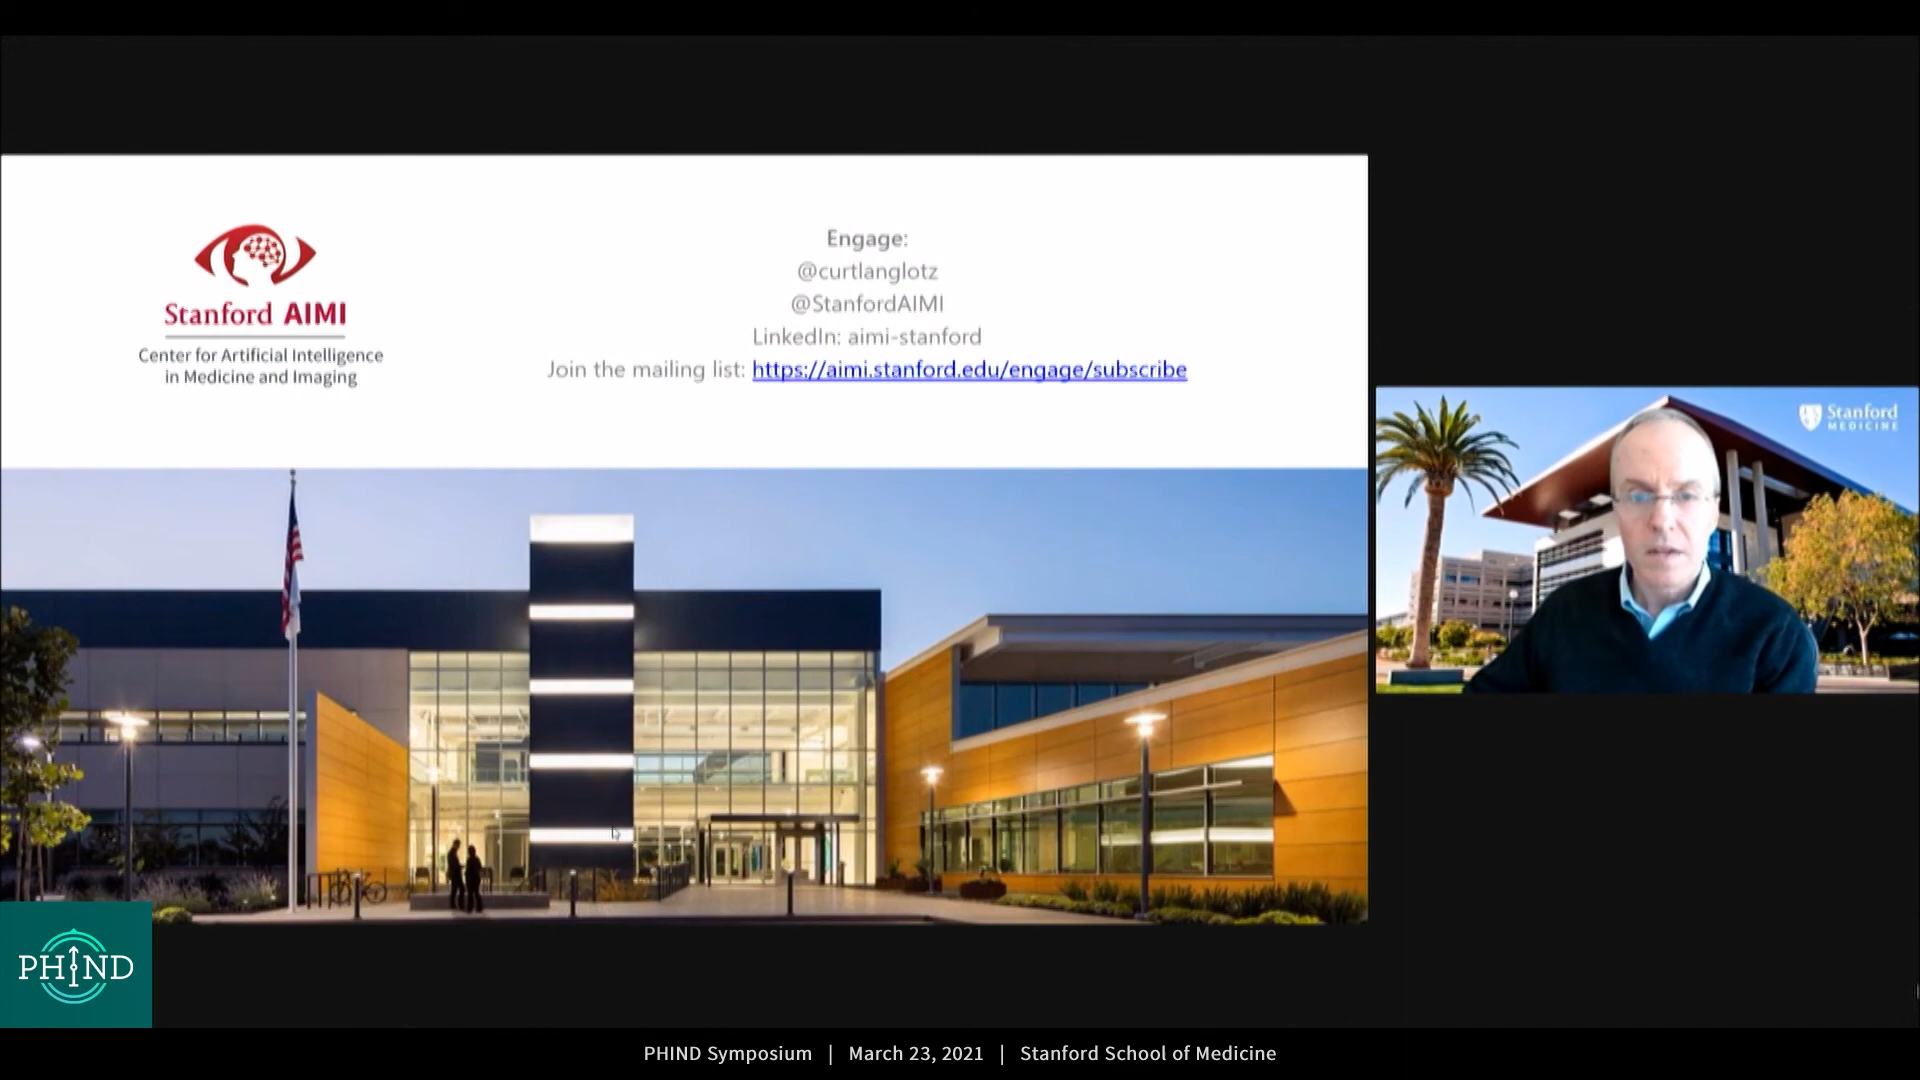 Stanford AIMI
Center for Artificial Intelligence
in Medicine and Imaging
Engage:
@curtlanglotz
@StanfordAIMI
LinkedIn: aimi-stanford
Join the mailing list: https://aimi.stanford.edu/engage/subscribe
Stanford
MEDICINE
PHIND
PHIND Symposium | March 23, 2021 | Stanford School of Medicine